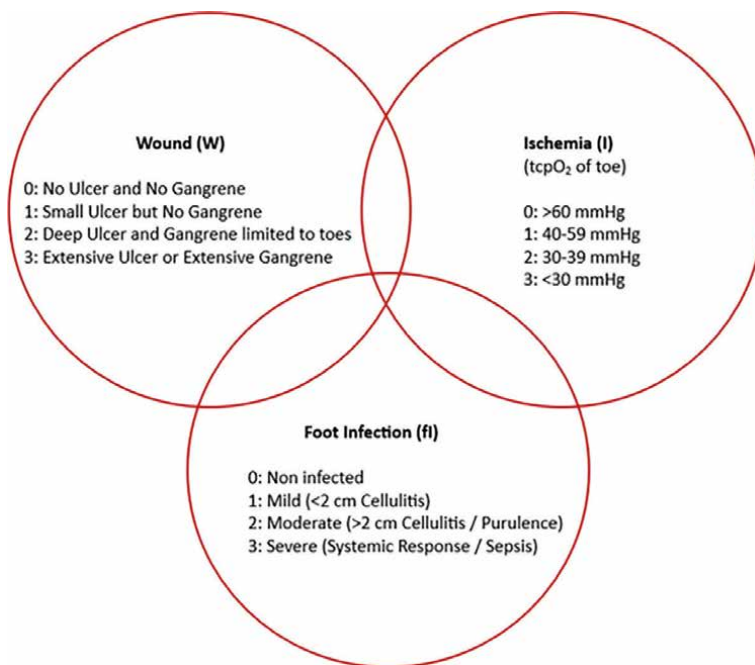 Wound (W)
0: No Ulcer and No Gangrene
1: Small Ulcer but No Gangrene
2: Deep Ulcer and Gangrene limited to toes
3: Extensive Ulcer or Extensive Gangrene
Ischemia (I)
(tcpO₂ of toe)
0: >60 mmHg
1: 40-59 mmHg
2: 30-39 mmHg
3: <30 mmHg
Foot Infection (fI)
0: Non infected
1: Mild (<2 cm Cellulitis)
2: Moderate (>2 cm Cellulitis / Purulence)
3: Severe (Systemic Response / Sepsis)